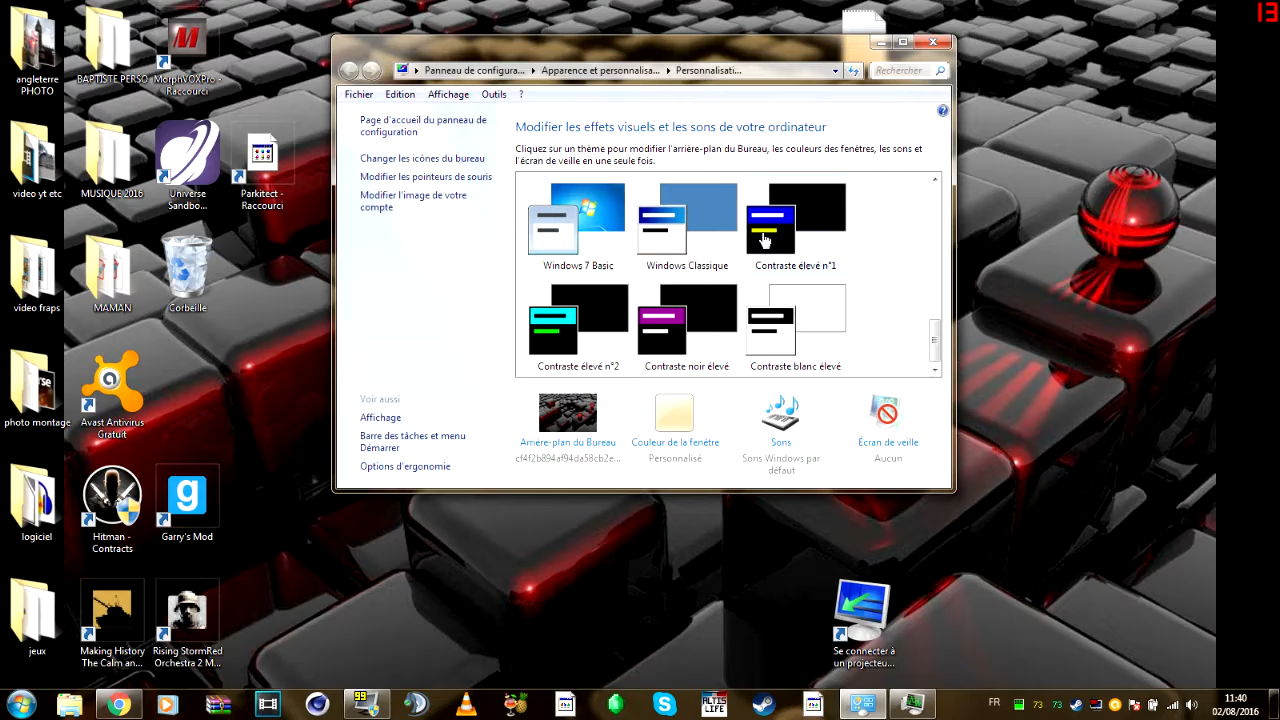 13
angleterre
PHOTO
BAPTISTE PERSO
MorphVOXPro -
Raccourci
video yt etc
MUSIQUE 2016
Universe
Sandbo...
Parkitect -
Raccourci
video fraps
MAMAN
Corbeille
photo montage
Avast Antivirus
Gratuit
logiciel
Hitman -
Contracts
Garry's Mod
jeux
Making History
The Calm an...
Rising StormRed
Orchestra 2 M...
Se connecter à
un projecteu...
Panneau de configura...
Apparence et personnalisa...
Personnalisati...
Rechercher
Fichier
Edition
Affichage
Outils
?
Page d'accueil du panneau de
configuration
Changer les icônes du bureau
Modifier les pointeurs de souris
Modifier l'image de votre
compte
Voir aussi
Affichage
Barre des tâches et menu
Démarrer
Options d'ergonomie
Modifier les effets visuels et les sons de votre ordinateur
Cliquez sur un thème pour modifier l'arrière-plan du Bureau, les couleurs des fenêtres, les sons et
l'écran de veille en une seule fois.
Windows 7 Basic
Windows Classique
Contraste élevé n°1
Contraste élevé n°2
Contraste noir élevé
Contraste blanc élevé
Arrière-plan du Bureau
cf4f2b894af94da58cb2e...
Couleur de la fenêtre
Personnalisé
Sons
Sons Windows par
défaut
Écran de veille
Aucun
99
ALTIS
LIFE
FR
73
73
11:40
02/08/2016